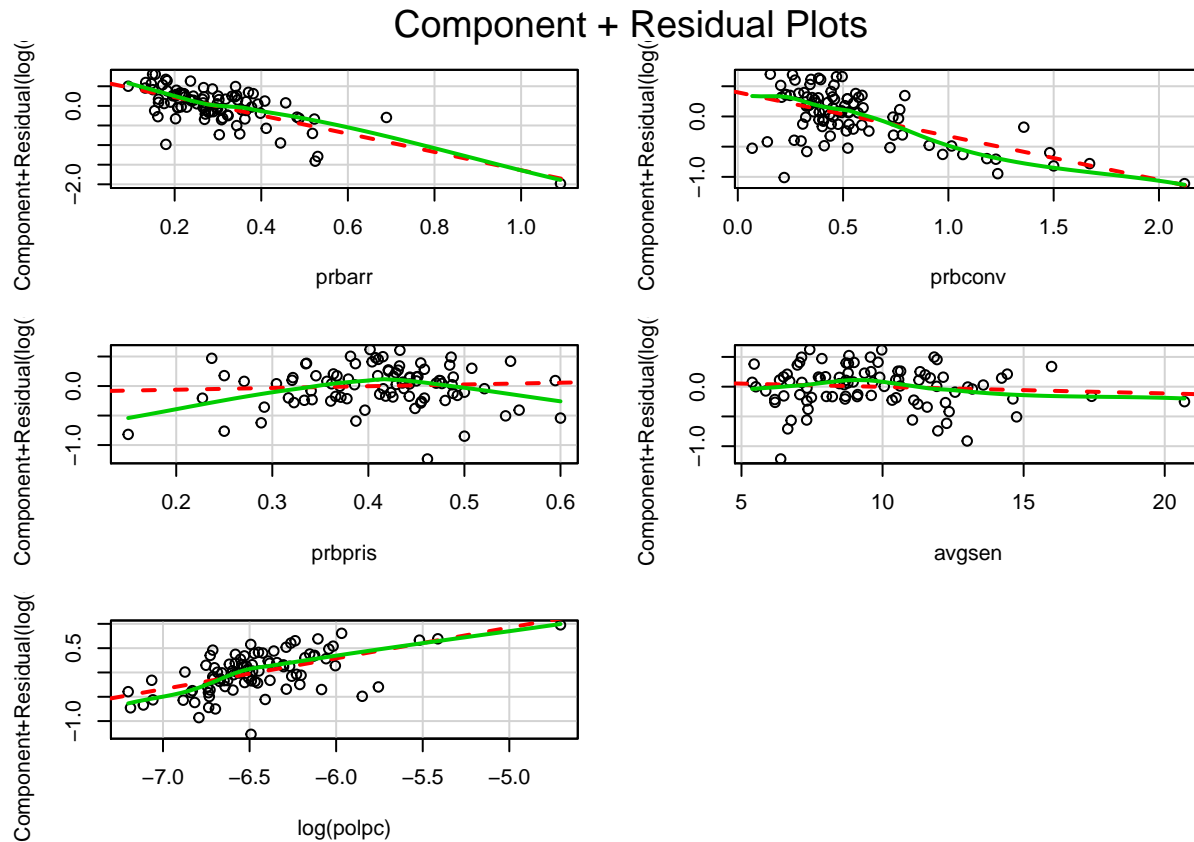 Component + Residual Plots
Component+Residual(log(
0.0
−2.0
0.2 0.4 0.6 0.8 1.0
prbarr
Component+Residual(log(
0.0
−1.0
0.0 0.5 1.0 1.5 2.0
prbconv
Component+Residual(log(
0.0
−1.0
0.2 0.3 0.4 0.5 0.6
prbpris
Component+Residual(log(
0.0
−1.0
5 10 15 20
avgsen
Component+Residual(log(
0.5
−1.0
−7.0 −6.5 −6.0 −5.5 −5.0
log(polpc)